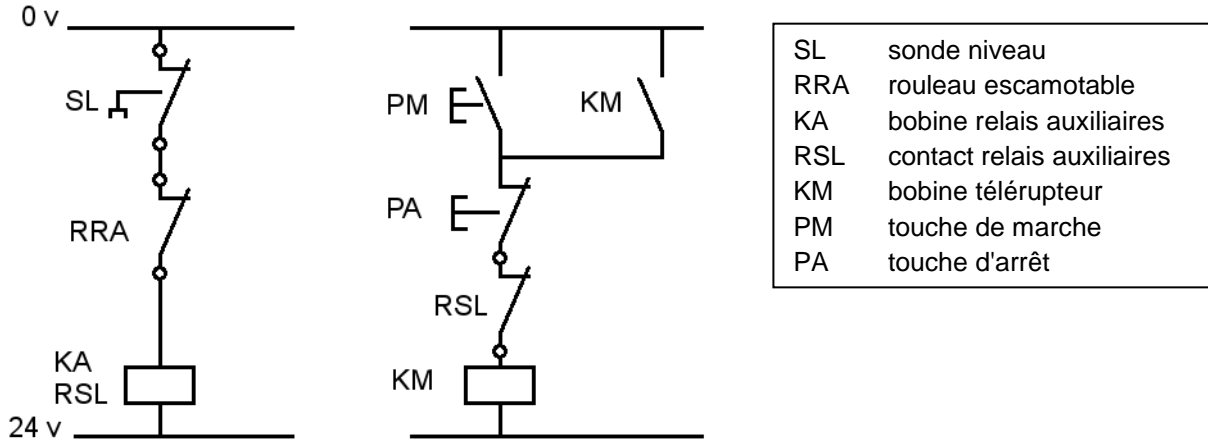 0 v
SL
RRA
KA
RSL
24 v
PM
KM
PA
RSL
KM
SL sonde niveau
RRA rouleau escamotable
KA bobine relais auxiliaires
RSL contact relais auxiliaires
KM bobine télérupteur
PM touche de marche
PA touche d'arrêt